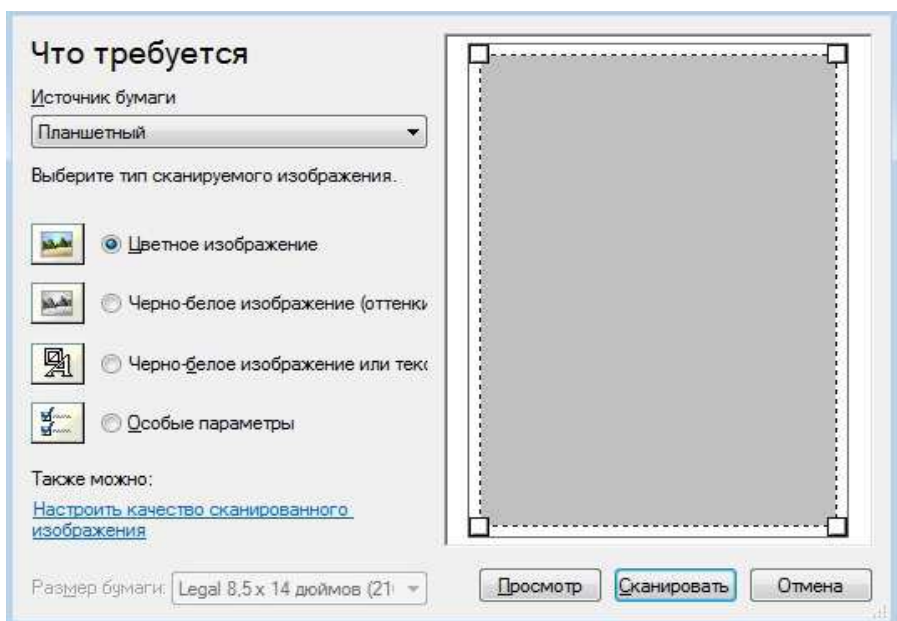 Что требуется
Источник бумаги
Планшетный
Выберите тип сканируемого изображения.
Цветное изображение
Черно-белое изображение (оттенки
Черно-белое изображение или текс
Особые параметры
Также можно:
Настроить качество сканированного
изображения
Размер бумаги: Legal 8,5 x 14 дюймов (21
Просмотр Сканировать Отмена